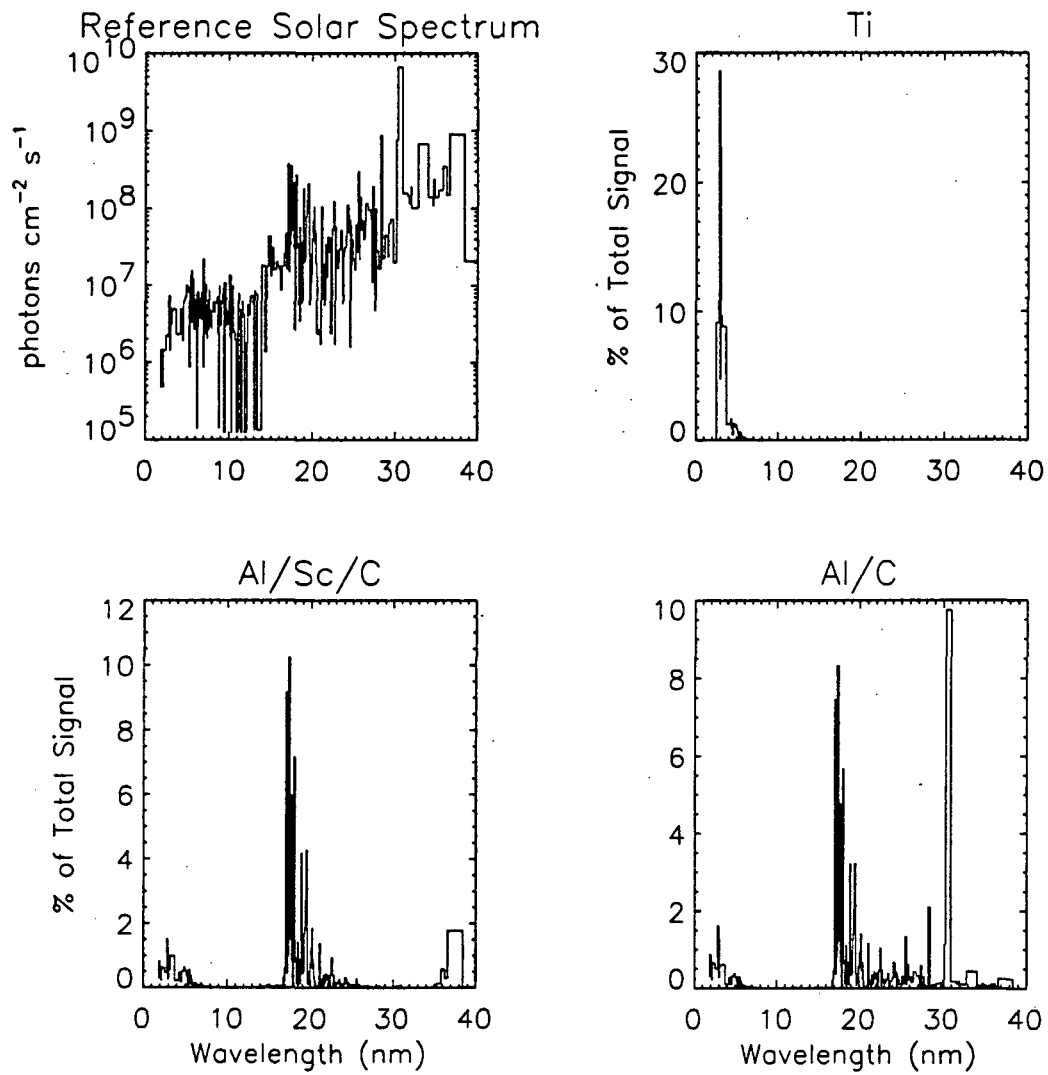 Reference Solar Spectrum
10^10
10^9
10^8
10^7
10^6
10^5
photons cm^-2 s^-1
0 10 20 30 40
Ti
30
20
10
0
% of Total Signal
0 10 20 30 40
Al/Sc/C
12
10
8
6
4
2
0
% of Total Signal
0 10 20 30 40
Wavelength (nm)
Al/C
10
8
6
4
2
0
0 10 20 30 40
Wavelength (nm)